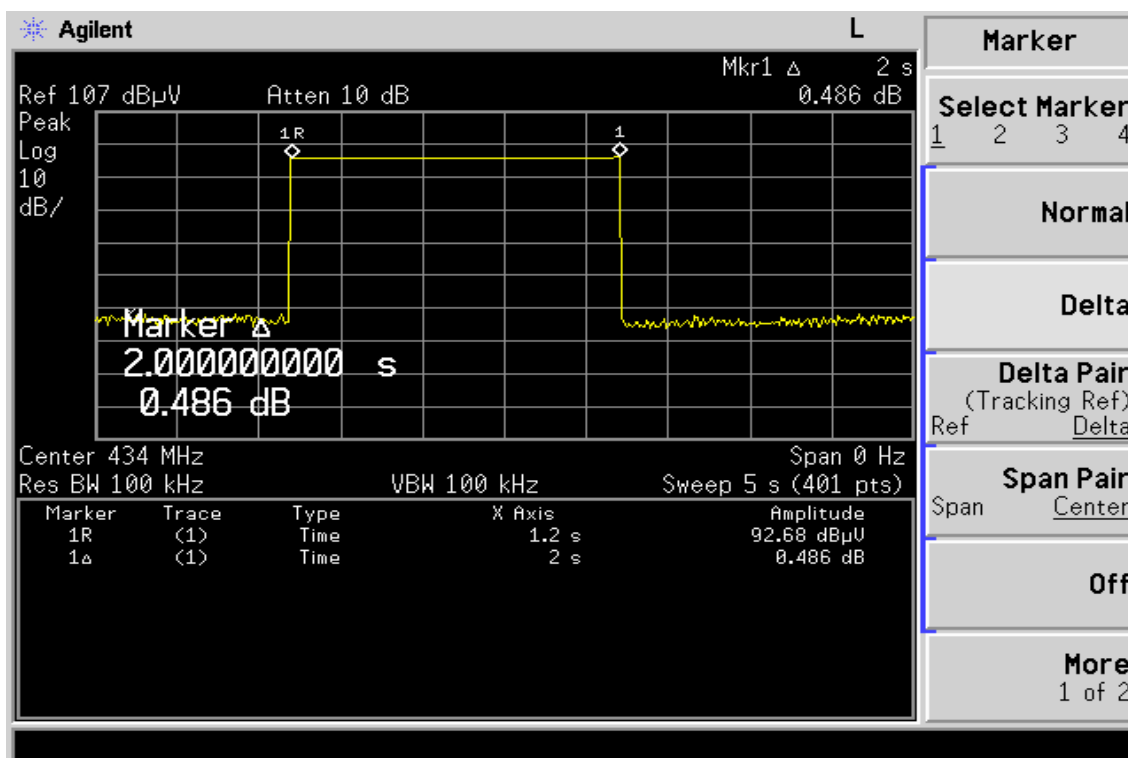 Agilent
L
Mkr1 Δ 2 s
Ref 107 dBµV Atten 10 dB 0.486 dB
Peak
Log
10
dB/
1R
1
Marker Δ
2.000000000 s
0.486 dB
Center 434 MHz Span 0 Hz
Res BW 100 kHz VBW 100 kHz Sweep 5 s (401 pts)
Marker Trace Type X Axis Amplitude
1R (1) Time 1.2 s 92.68 dBµV
1Δ (1) Time 2 s 0.486 dB
Marker
Select Marker
1 2 3 4
Normal
Delta
Delta Pair
(Tracking Ref)
Ref Delta
Span Pair
Span Center
Off
More
1 of 2